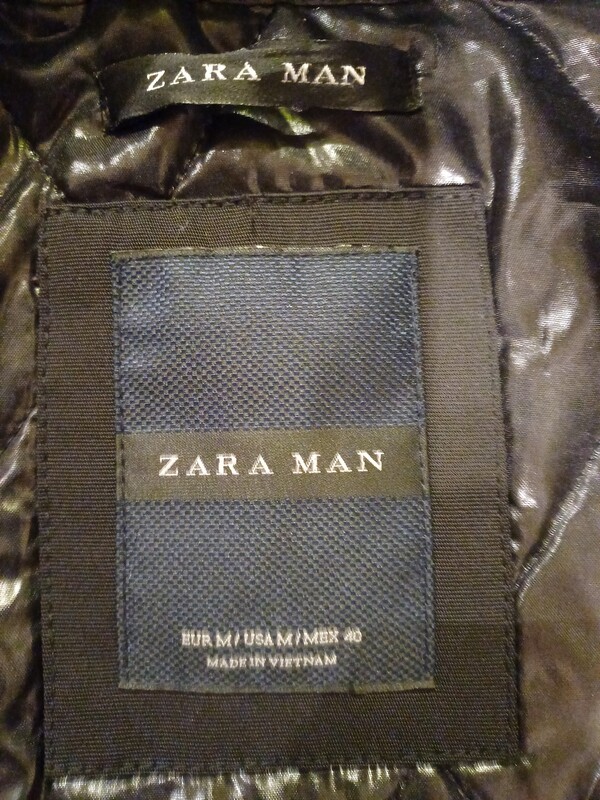 ZARA MAN
ZARA MAN
EUR M / USA M / MEX 40
MADE IN VIETNAM